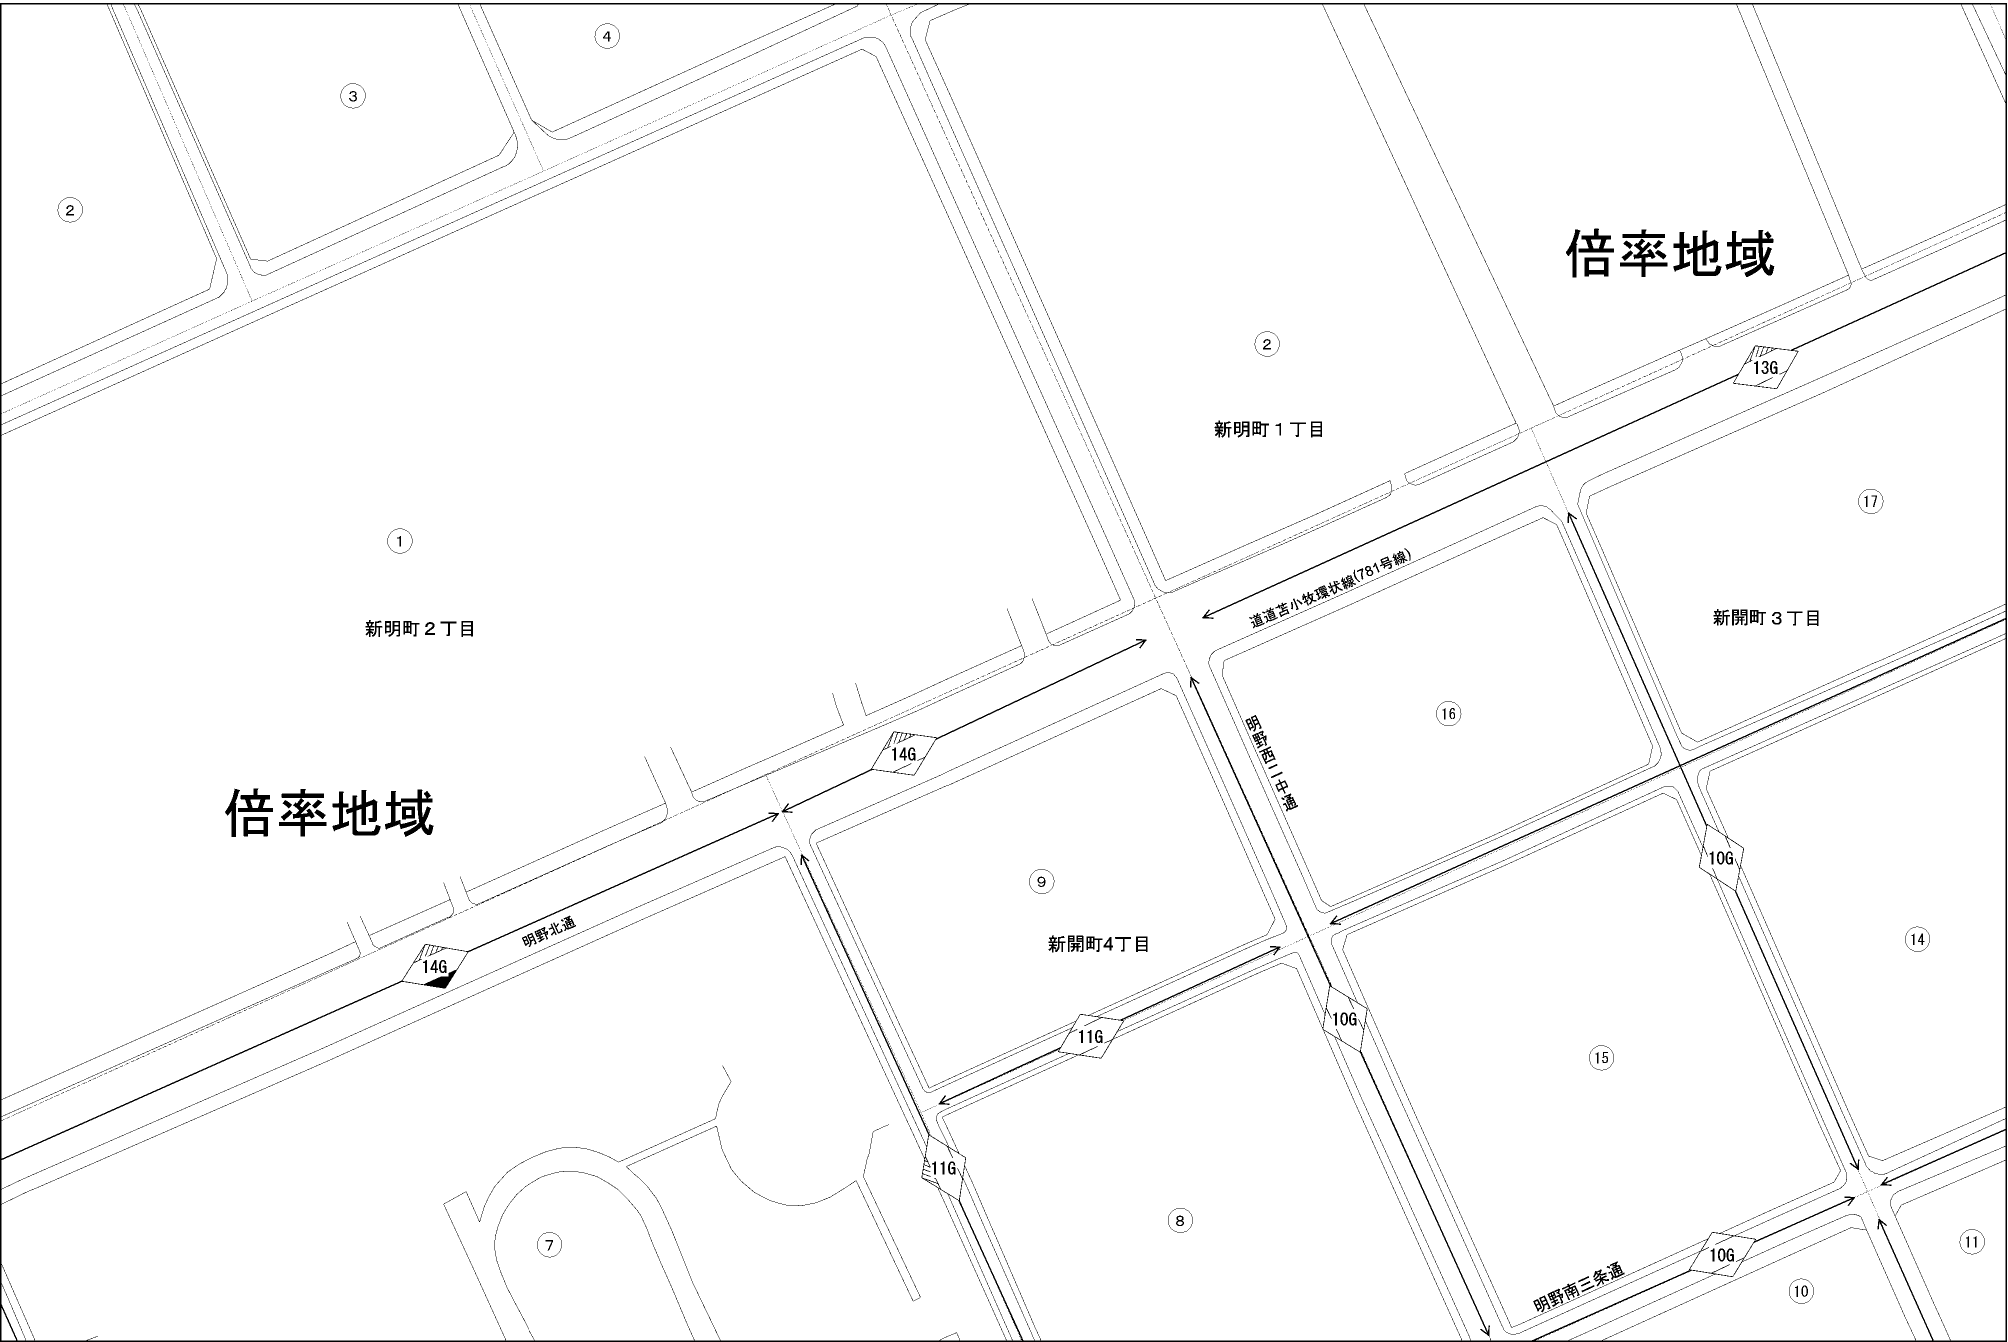 ④
③
②
倍率地域
②
13G
新明町１丁目
⑰
①
道道苫小牧環状線(781号線)
新開町３丁目
新明町２丁目
⑯
明野西二中通
14G
倍率地域
10G
⑨
明野北通
新開町4丁目
⑭
14G
10G
11G
⑮
11G
⑧
⑦
⑪
10G
明野南三条通
⑩